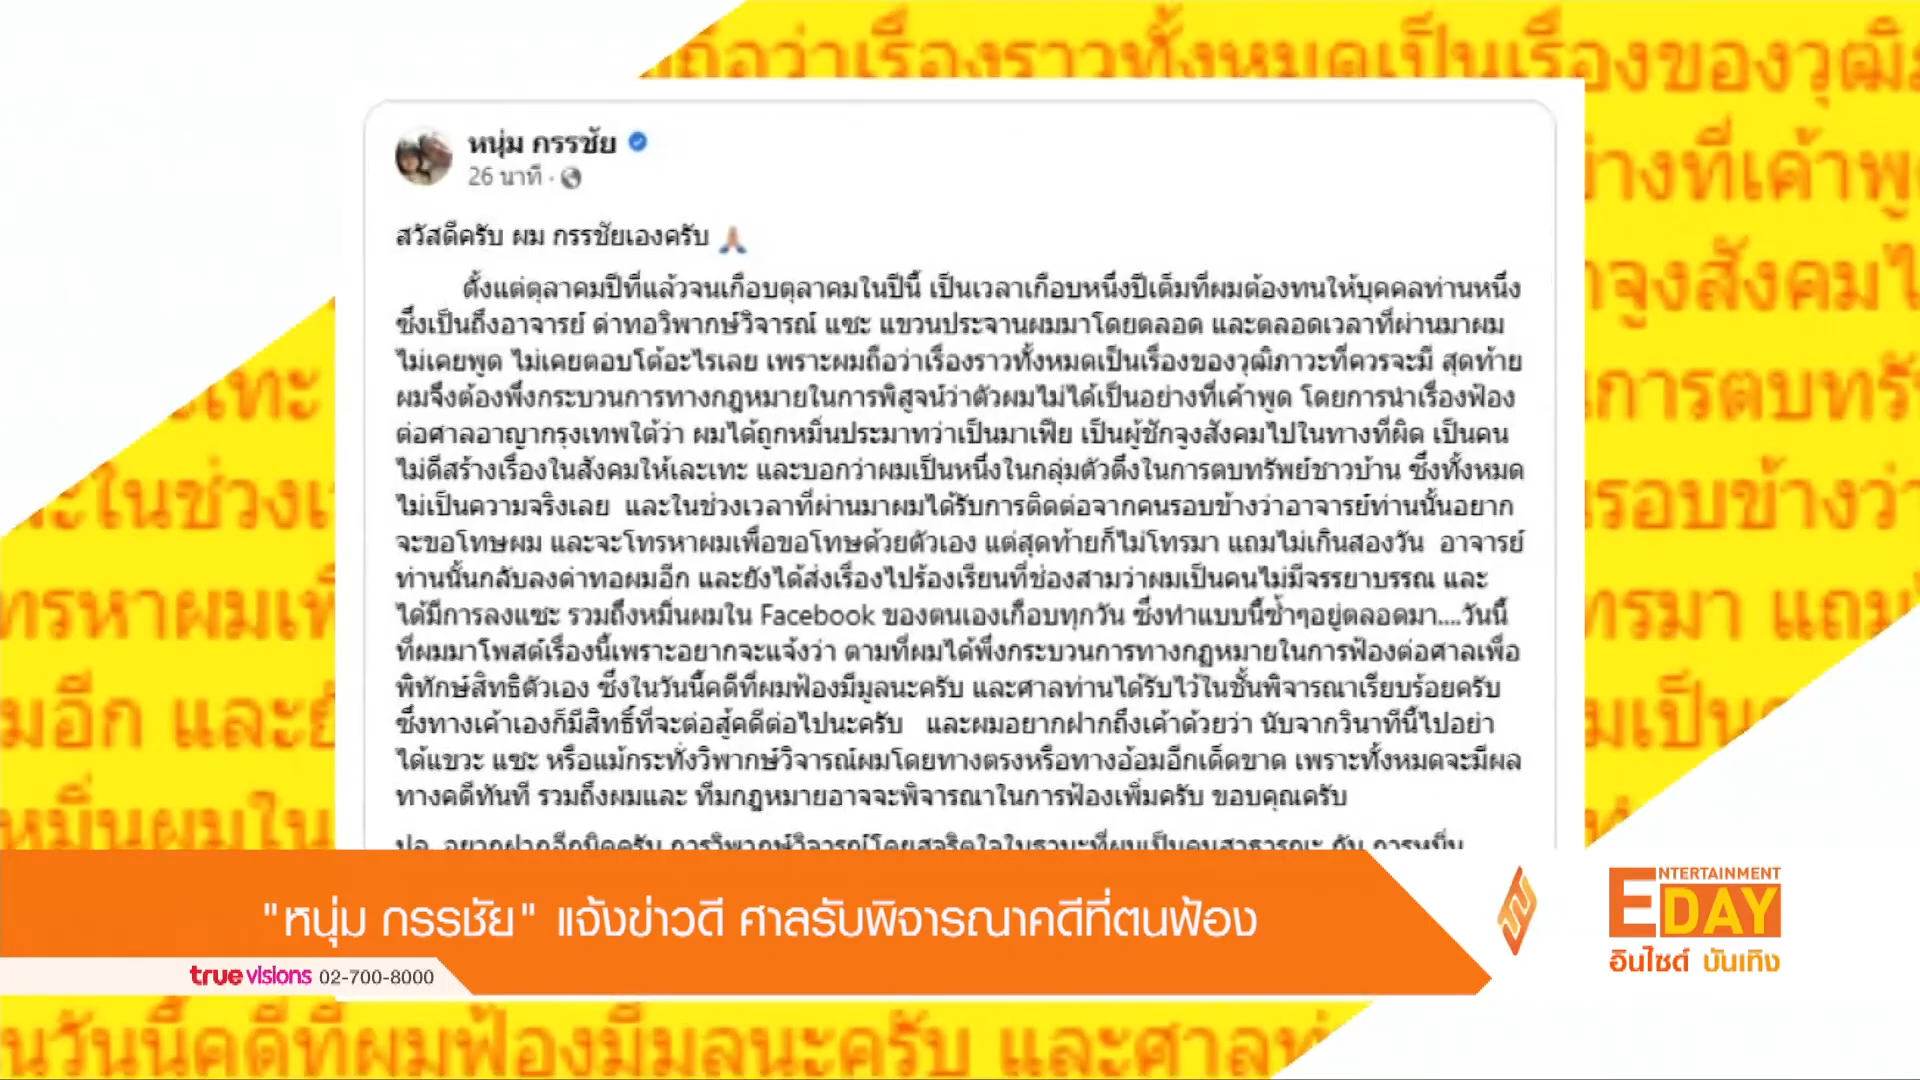 หนุ่ม กรรชัย
26 นาที ·
สวัสดีครับ ผม กรรชัยเองครับ 🙏
ตั้งแต่ตุลาคมปีที่แล้วจนเกือบตุลาคมในปีนี้ เป็นเวลาเกือบหนึ่งปีเต็มที่ผมต้องทนให้บุคคลท่านหนึ่ง
ซึ่งเป็นถึงอาจารย์ ด่าทอวิพากษ์วิจารณ์ แซะ แขวนประจานผมมาโดยตลอด และตลอดเวลาที่ผ่านมาผม
ไม่เคยพูด ไม่เคยตอบโต้อะไรเลย เพราะผมถือว่าเรื่องราวทั้งหมดเป็นเรื่องของวุฒิภาวะที่ควรจะมี สุดท้าย
ผมจึงต้องพึ่งกระบวนการทางกฎหมายในการพิสูจน์ว่าตัวผมไม่ได้เป็นอย่างที่เค้าพูด โดยการนำเรื่องฟ้อง
ต่อศาลอาญากรุงเทพใต้ว่า ผมได้ถูกหมิ่นประมาทว่าเป็นมาเฟีย เป็นผู้ชักจูงสังคมไปในทางที่ผิด เป็นคน
ไม่ดีสร้างเรื่องในสังคมให้เละเทะ และบอกว่าผมเป็นหนึ่งในกลุ่มตัวตึงในการตบทรัพย์ชาวบ้าน ซึ่งทั้งหมด
ไม่เป็นความจริงเลย และในช่วงเวลาที่ผ่านมาผมได้รับการติดต่อจากคนรอบข้างว่าอาจารย์ท่านนั้นอยาก
จะขอโทษผม และจะโทรหาผมเพื่อขอโทษด้วยตัวเอง แต่สุดท้ายก็ไม่โทรมา แถมไม่เกินสองวัน อาจารย์
ท่านนั้นกลับลงด่าทอผมอีก และยังได้ส่งเรื่องไปร้องเรียนที่ช่องสามว่าผมเป็นคนไม่มีจรรยาบรรณ และ
ได้มีการลงแซะ รวมถึงหมิ่นผมใน Facebook ของตนเองเกือบทุกวัน ซึ่งทำแบบนี้ซ้ำๆอยู่ตลอดมา....วันนี้
ที่ผมมาโพสต์เรื่องนี้เพราะอยากจะแจ้งว่า ตามที่ผมได้พึ่งกระบวนการทางกฎหมายในการฟ้องต่อศาลเพื่อ
พิทักษ์สิทธิตัวเอง ซึ่งในวันนี้คดีที่ผมฟ้องมีมูลนะครับ และศาลท่านได้รับไว้ในชั้นพิจารณาเรียบร้อยครับ
ซึ่งทางเค้าเองก็มีสิทธิ์ที่จะต่อสู้คดีต่อไปนะครับ และผมอยากฝากถึงเค้าด้วยว่า นับจากวินาทีนี้ไปอย่า
ได้แขวะ แซะ หรือแม้กระทั่งวิพากษ์วิจารณ์ผมโดยทางตรงหรือทางอ้อมอีกเด็ดขาด เพราะทั้งหมดจะมีผล
ทางคดีทันที รวมถึงผมและ ทีมกฎหมายอาจจะพิจารณาในการฟ้องเพิ่มครับ ขอบคุณครับ
ปล. อยากฝากอีกนิดครับ การวิพากษ์วิจารณ์โดยสุจริตใจในฐานะที่ผมเป็นคนสาธารณะ กับ การหมิ่น
"หนุ่ม กรรชัย" แจ้งข่าวดี ศาลรับพิจารณาคดีที่ตนฟ้อง
true visions 02-700-8000
ENTERTAINMENT
DAY
อินไซด์ บันเทิง